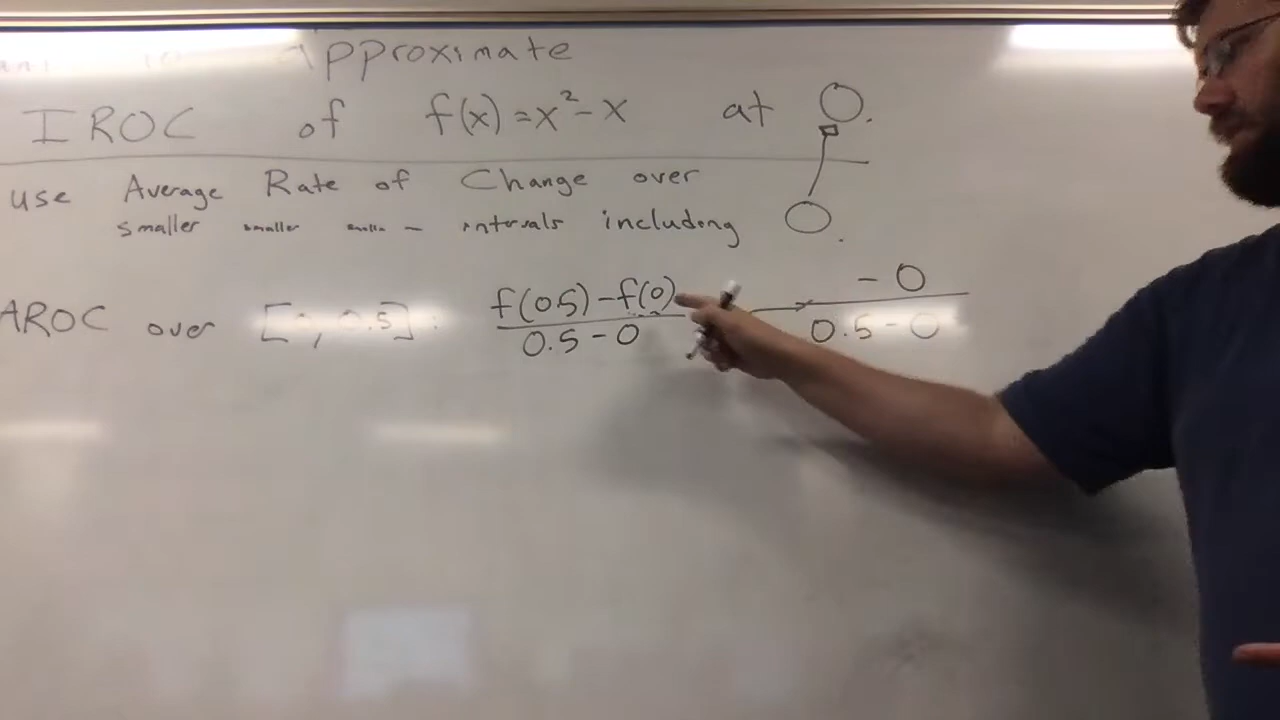 Approximate
IROC of f(x)=x²-x at 0.
use Average Rate of Change over
smaller smaller smaller - intervals including 0.
AROC over [0, 0.5]: f(0.5)-f(0) / 0.5-0 → -0 / 0.5-0